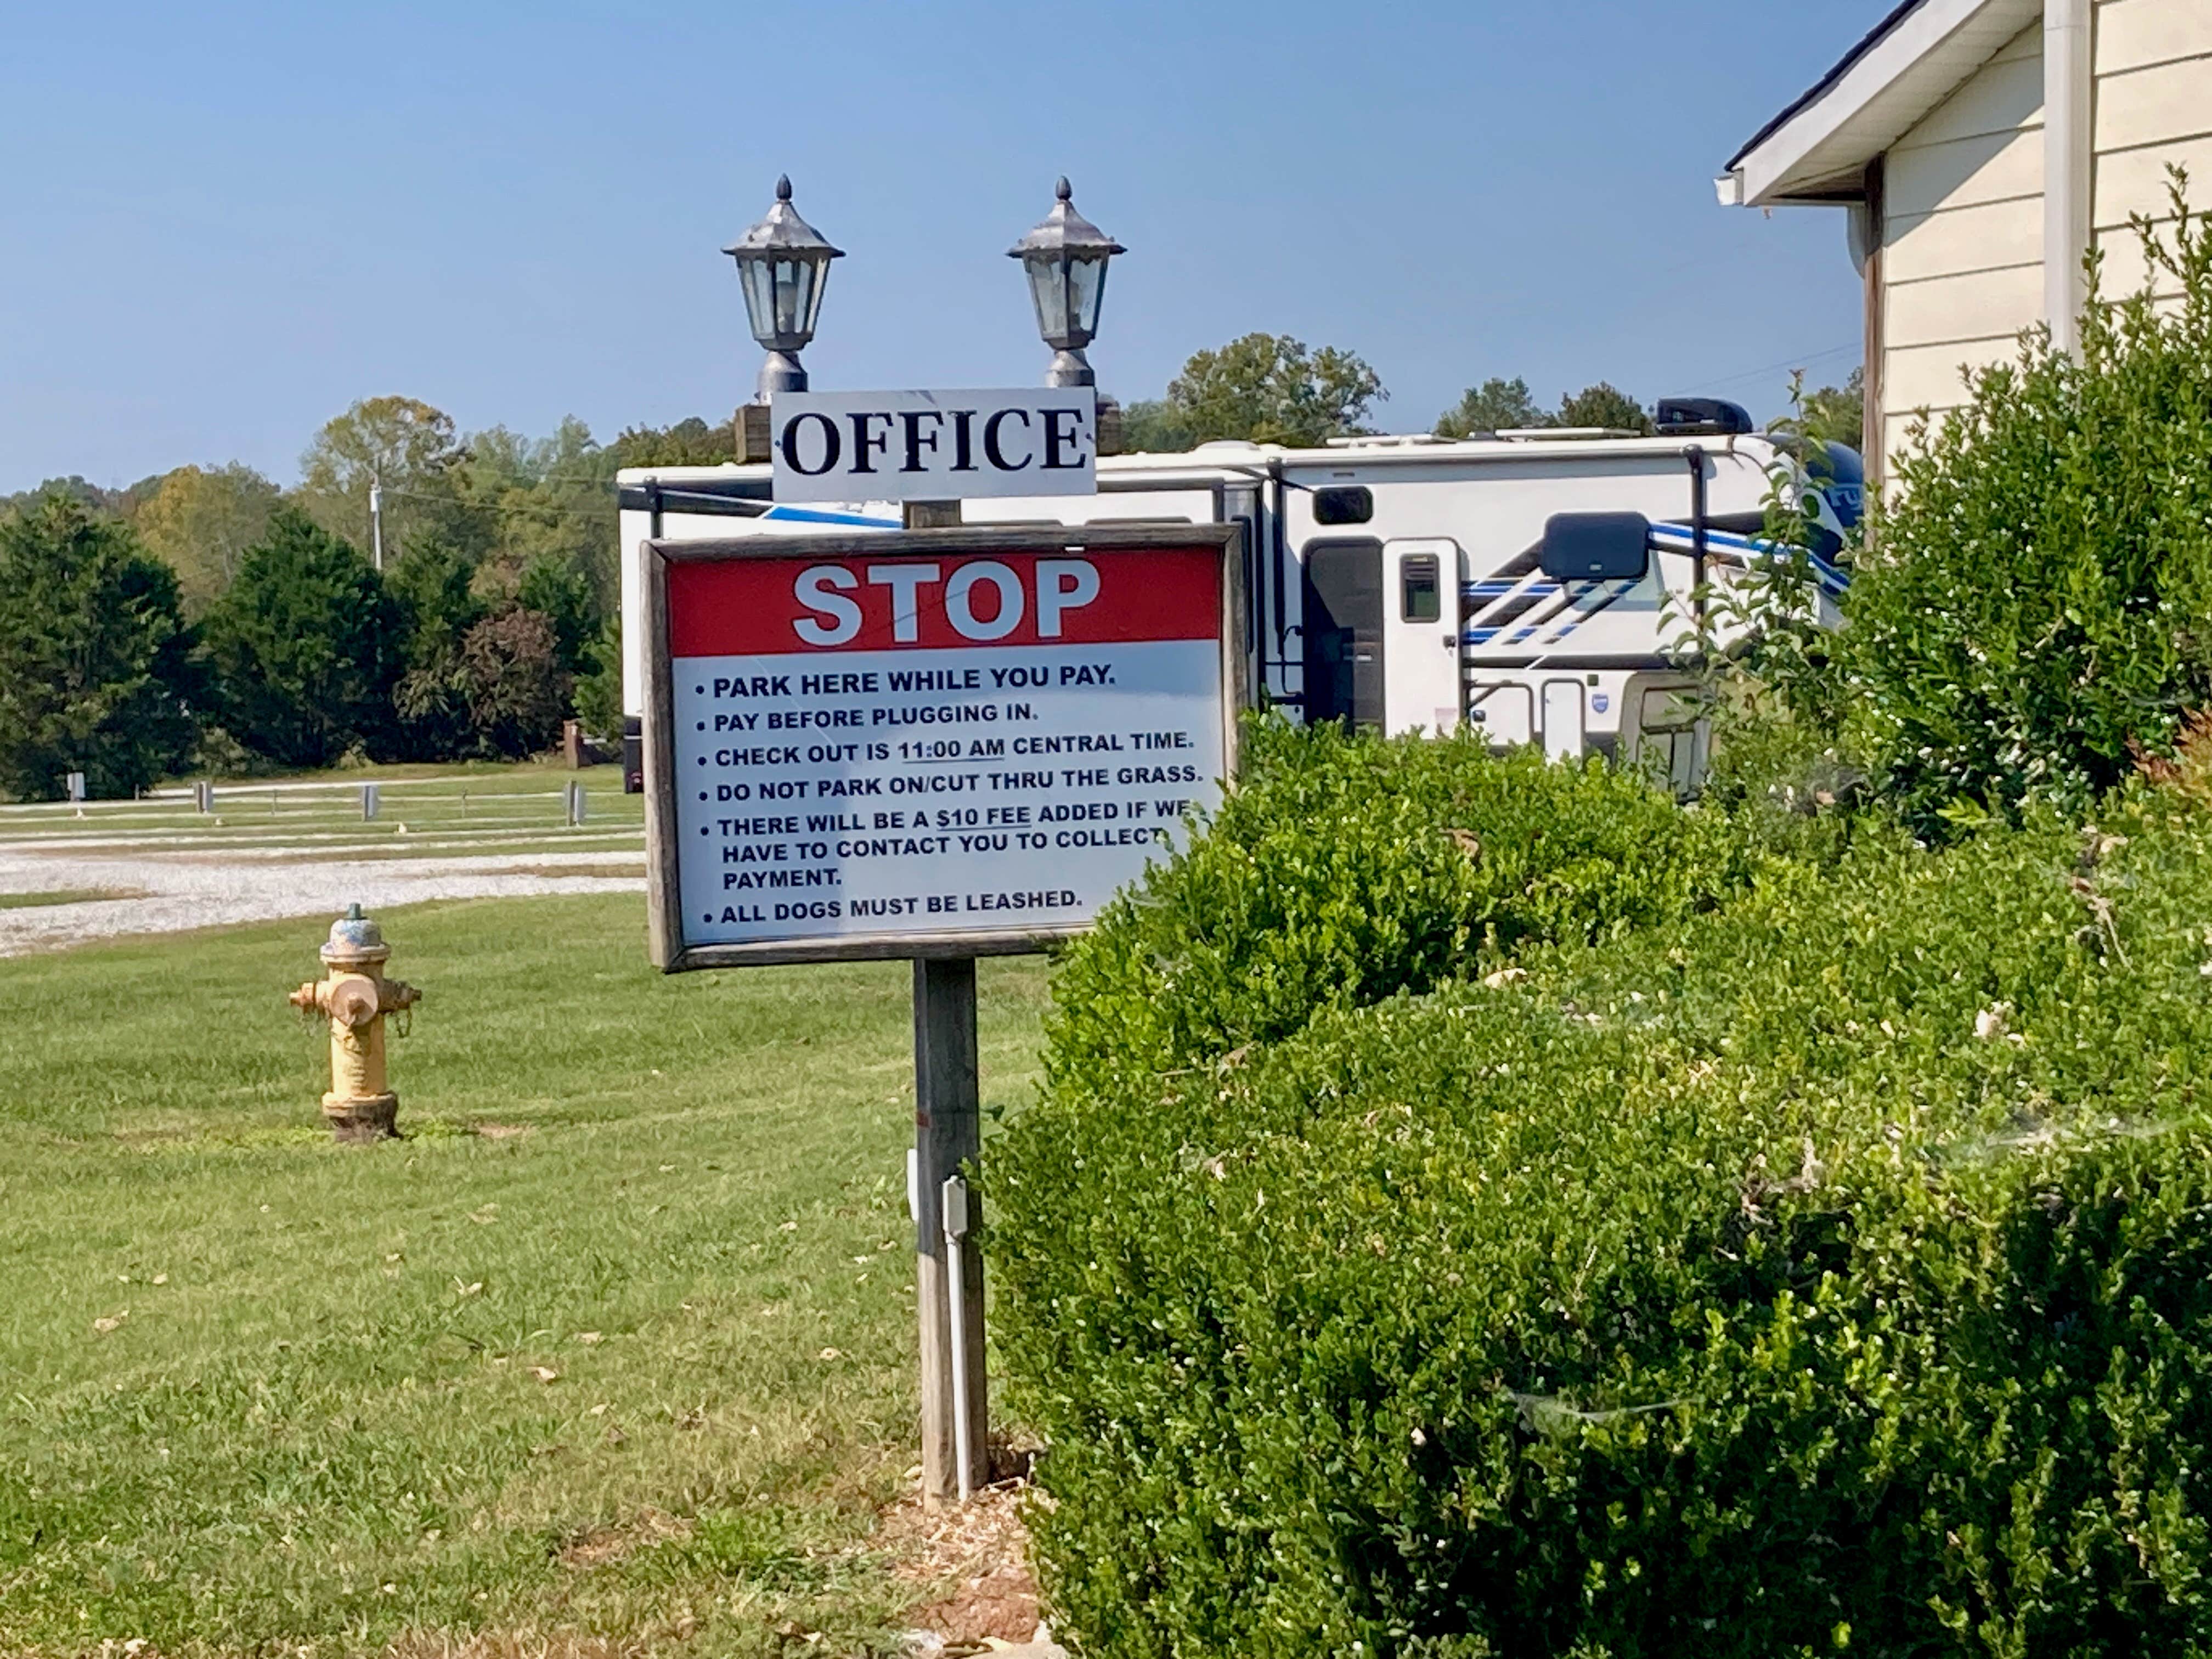 OFFICE
STOP
• PARK HERE WHILE YOU PAY.
• PAY BEFORE PLUGGING IN.
• CHECK OUT IS 11:00 AM CENTRAL TIME.
• DO NOT PARK ON/CUT THRU THE GRASS.
• THERE WILL BE A $10 FEE ADDED IF WE
HAVE TO CONTACT YOU TO COLLECT
PAYMENT.
• ALL DOGS MUST BE LEASHED.